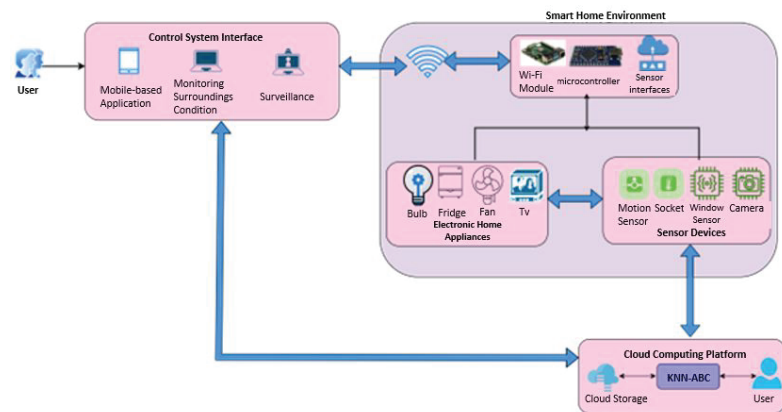 Smart Home Environment
Control System Interface
User
Mobile-based
Application
Monitoring
Surroundings
Condition
Surveillance
Wi-Fi
Module
microcontroller
Sensor
interfaces
Bulb
Fridge
Fan
Tv
Electronic Home
Appliances
Motion
Sensor
Socket
Window
Sensor
Camera
Sensor Devices
Cloud Computing Platform
KNN-ABC
Cloud Storage
User